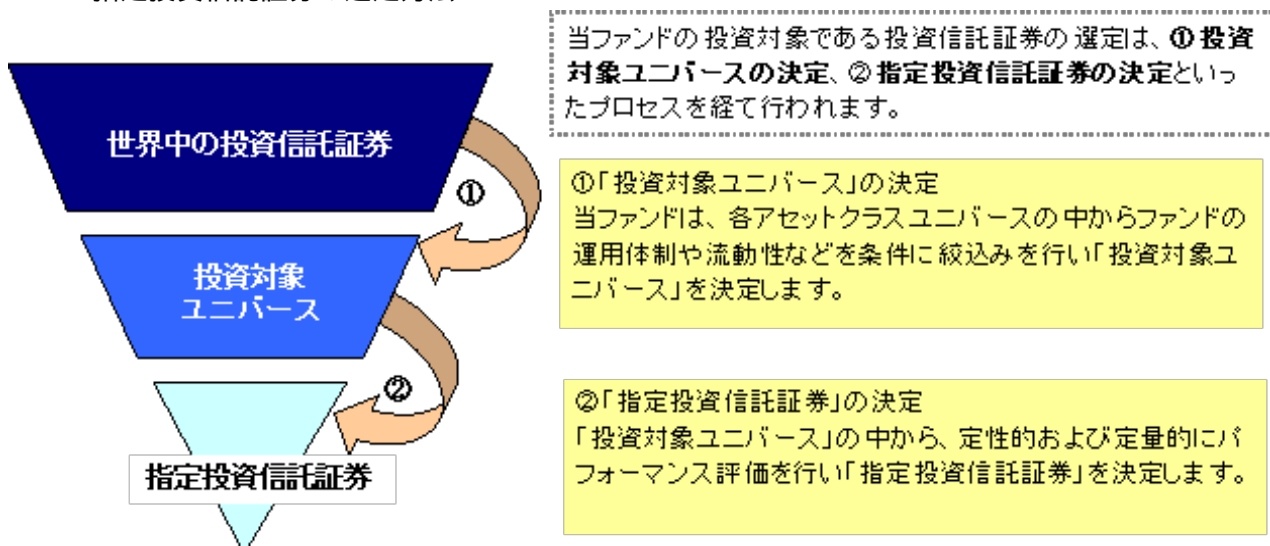 当ファンドの投資対象である投資信託証券の選定は、①投資
対象ユニバースの決定、②指定投資信託証券の決定といっ
たプロセスを経て行われます。
世界中の投資信託証券
①
①「投資対象ユニバース」の決定
当ファンドは、各アセットクラスユニバースの中からファンドの
運用体制や流動性などを条件に絞込みを行い「投資対象ユ
ニバース」を決定します。
投資対象
ユニバース
②
②「指定投資信託証券」の決定
「投資対象ユニバース」の中から、定性的および定量的にパ
フォーマンス評価を行い「指定投資信託証券」を決定します。
指定投資信託証券